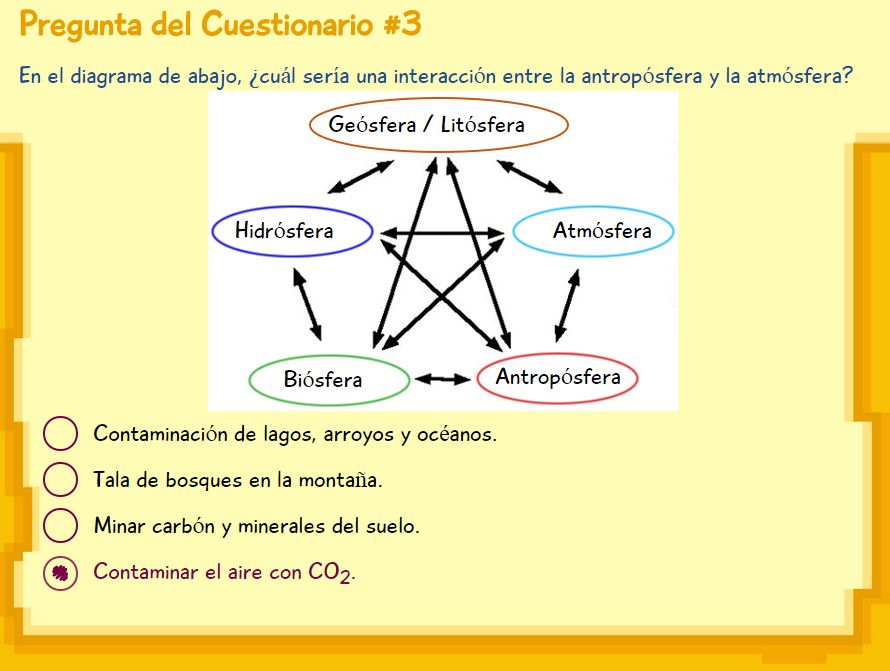 Pregunta del Cuestionario #3
En el diagrama de abajo, ¿cuál sería una interacción entre la antropósfera y la atmósfera?
Geósfera / Litósfera
Hidrósfera
Atmósfera
Biósfera
Antropósfera
Contaminación de lagos, arroyos y océanos.
Tala de bosques en la montaña.
Minar carbón y minerales del suelo.
Contaminar el aire con CO₂.